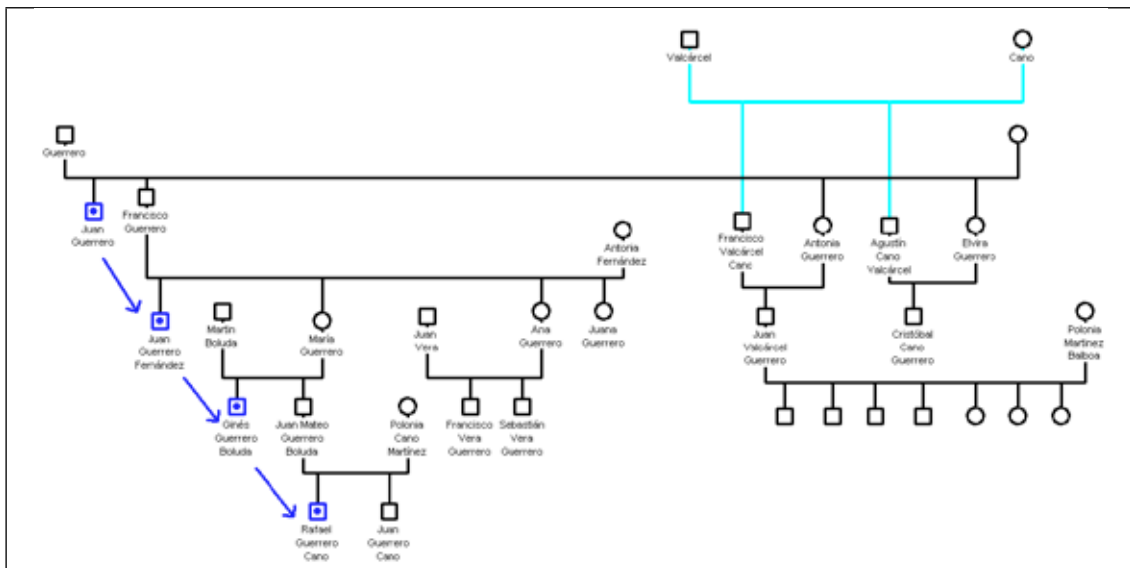 Valcárcel
Cano
Guerrero
Juan
Guerrero
Francisco
Guerrero
Antonia
Fernández
Francisco
Valcárcel
Cano
Antonia
Guerrero
Agustín
Cano
Valcárcel
Elvira
Guerrero
Juan
Guerrero
Fernández
Martín
Boluda
María
Guerrero
Juan
Vera
Ana
Guerrero
Juana
Guerrero
Juan
Valcárcel
Guerrero
Cristóbal
Cano
Guerrero
Polonia
Martínez
Balboa
Ginés
Guerrero
Boluda
Juan Mateo
Guerrero
Boluda
Polonia
Cano
Martínez
Francisco
Vera
Guerrero
Sebastián
Vera
Guerrero
Rafael
Guerrero
Cano
Juan
Guerrero
Cano